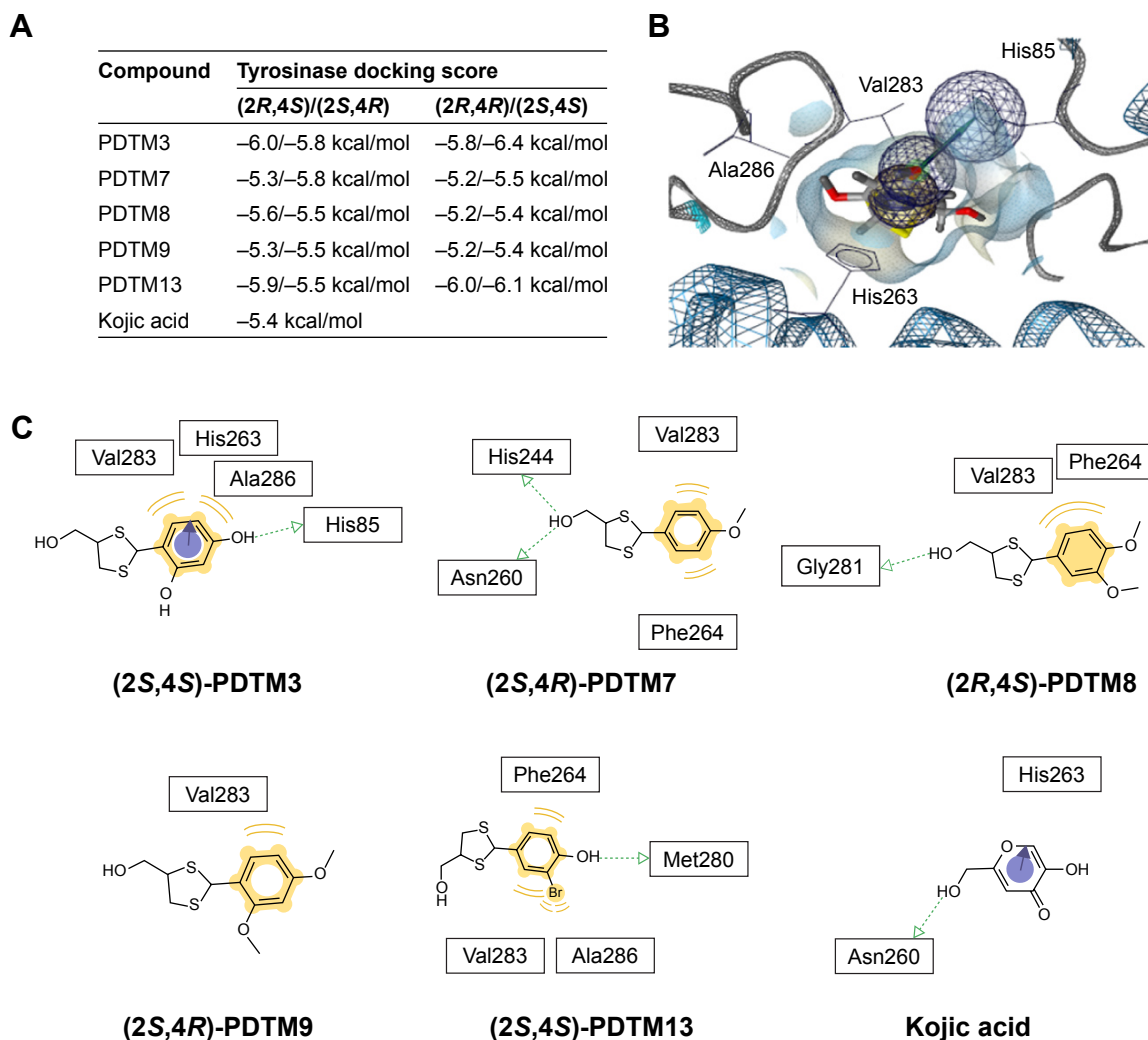 A
Compound Tyrosinase docking score
(2R,4S)/(2S,4R) (2R,4R)/(2S,4S)
PDTM3 –6.0/–5.8 kcal/mol –5.8/–6.4 kcal/mol
PDTM7 –5.3/–5.8 kcal/mol –5.2/–5.5 kcal/mol
PDTM8 –5.6/–5.5 kcal/mol –5.2/–5.4 kcal/mol
PDTM9 –5.3/–5.5 kcal/mol –5.2/–5.4 kcal/mol
PDTM13 –5.9/–5.5 kcal/mol –6.0/–6.1 kcal/mol
Kojic acid –5.4 kcal/mol
B
His85
Val283
Ala286
His263
C
His263
Val283
Ala286
His85
HO
S
S
OH
O
H
(2S,4S)-PDTM3
Val283
His244
HO
S
S
O
Asn260
Phe264
(2S,4R)-PDTM7
Phe264
Val283
Gly281
HO
S
S
O
O
(2R,4S)-PDTM8
Val283
HO
S
S
O
O
(2S,4R)-PDTM9
Phe264
S
S
OH
Met280
O
H
Br
Val283
Ala286
(2S,4S)-PDTM13
His263
O
OH
HO
O
Asn260
Kojic acid